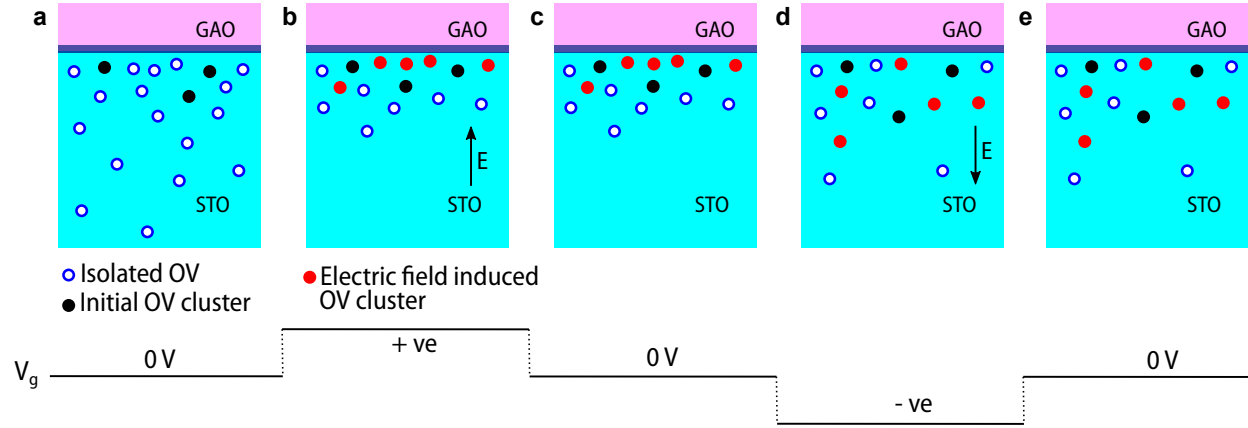 a b c d e
GAO GAO GAO GAO GAO
E E
STO STO STO STO STO
Isolated OV
Initial OV cluster
Electric field induced
OV cluster
V_g
0 V + ve 0 V - ve 0 V